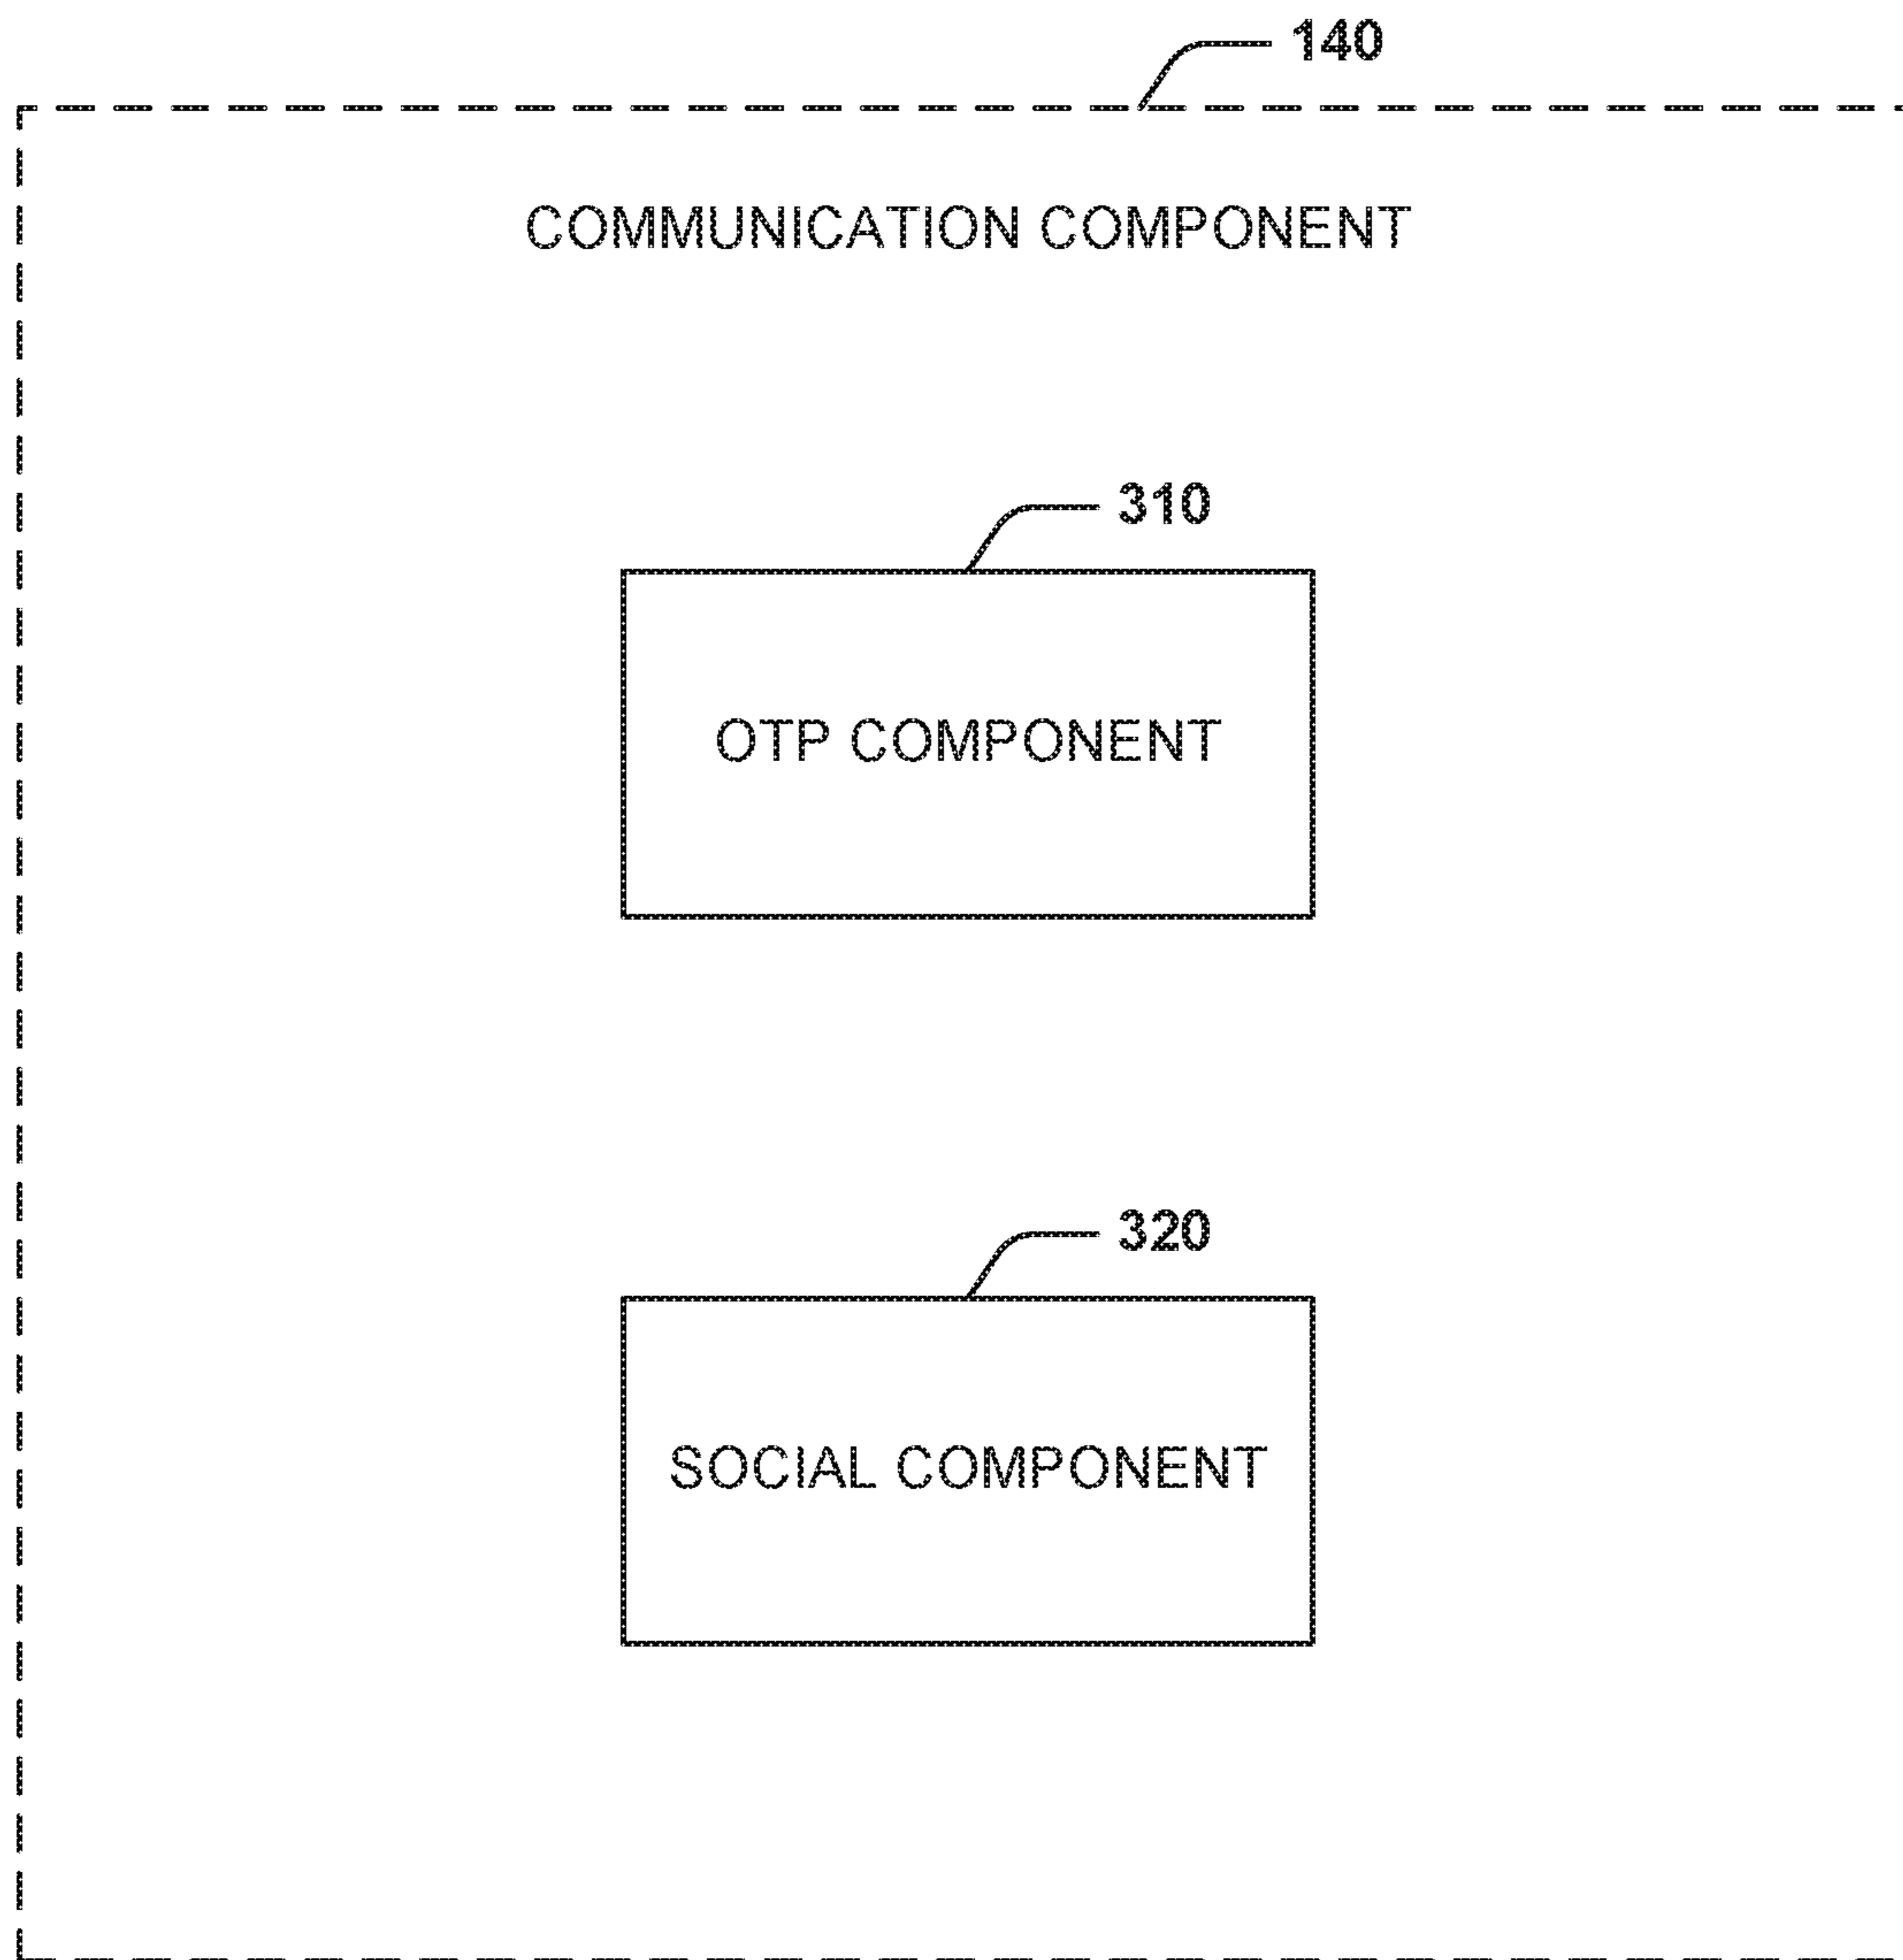 140
COMMUNICATION COMPONENT
310
OTP COMPONENT
320
SOCIAL COMPONENT